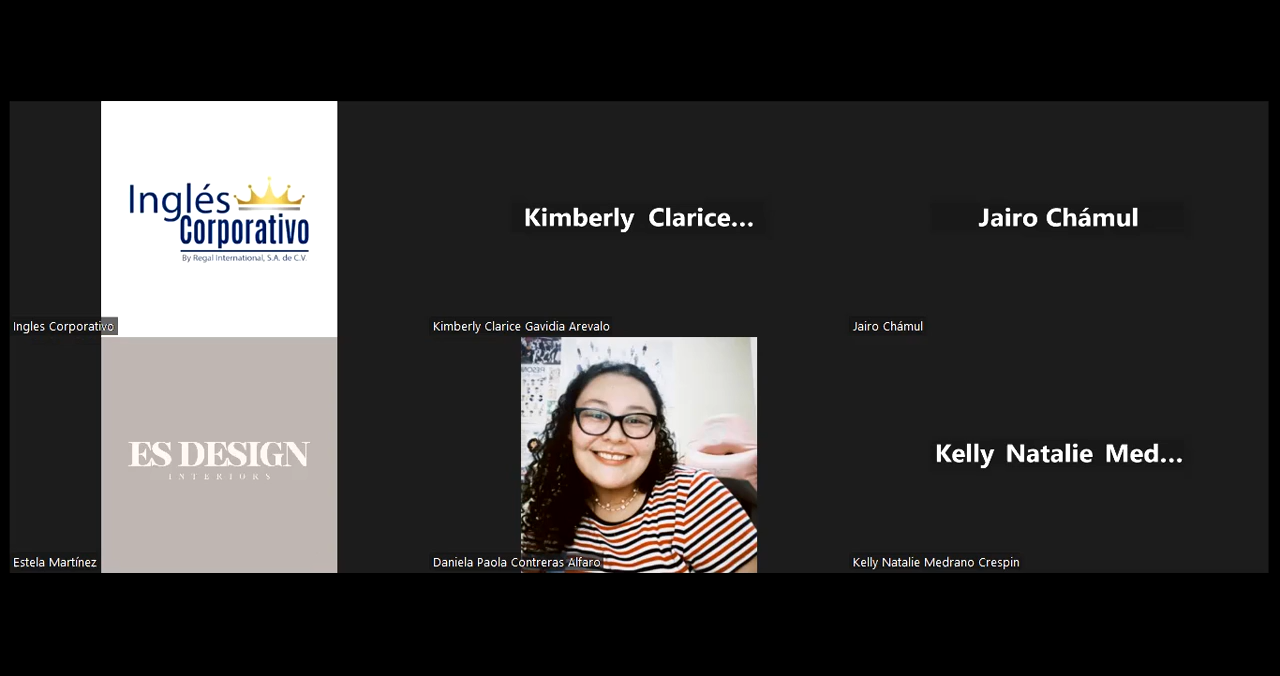 Inglés
Corporativo
By Regal International, S.A. de C.V.
Ingles Corporativo
Kimberly Clarice...
Kimberly Clarice Gavidia Arevalo
Jairo Chámul
Jairo Chámul
ES DESIGN
INTERIORS
Estela Martínez
Daniela Paola Contreras Alfaro
Kelly Natalie Med...
Kelly Natalie Medrano Crespin